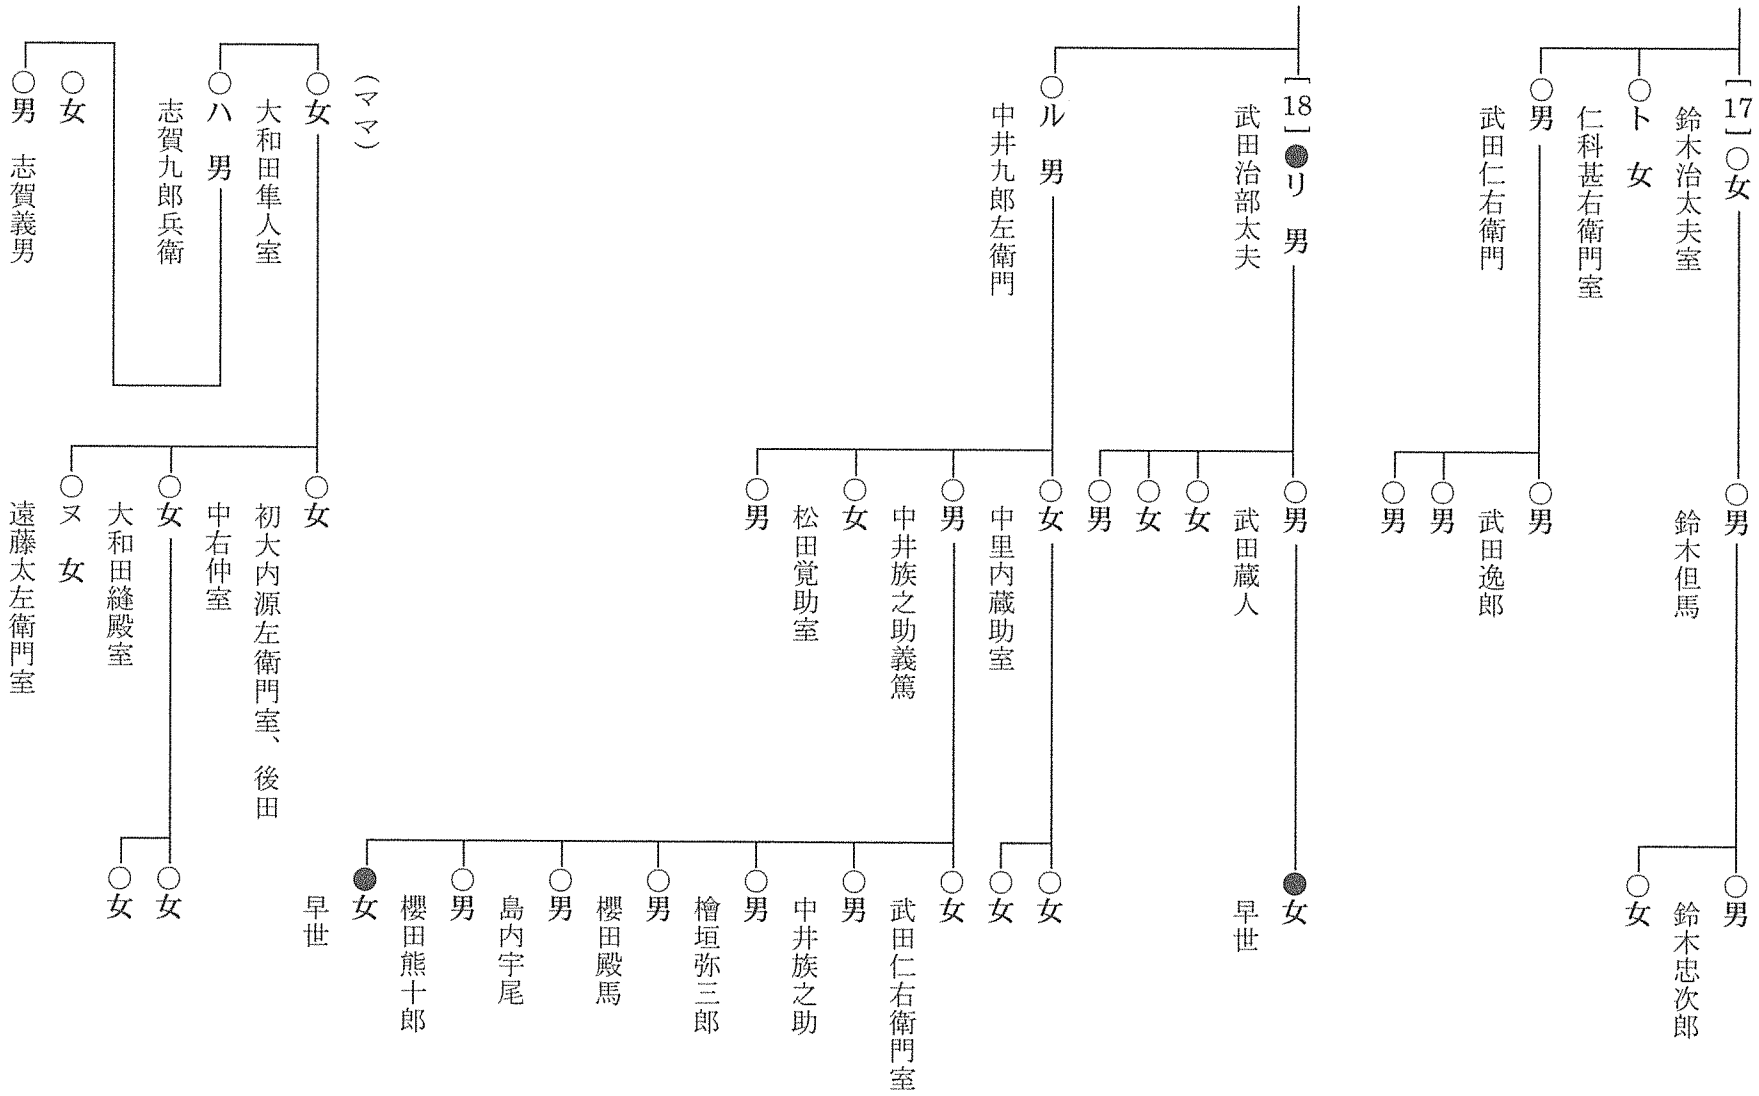 [17]○女
鈴木治太夫室
○男
鈴木但馬
○男
鈴木忠次郎
○女
○ト 女
仁科甚右衛門室
○男
武田仁右衛門
○男
武田逸郎
○男
○男
[18]●リ 男
武田治部太夫
○男
武田蔵人
●女
早世
○女
○女
○男
○ル 男
中井九郎左衛門
○女
中里内蔵助室
○女
○女
○男
中井族之助義篤
○女
武田仁右衛門室
○男
中井族之助
○男
檜垣弥三郎
○男
櫻田殿馬
○男
島内宇尾
○男
櫻田熊十郎
●女
早世
○女
松田覚助室
○男
(ママ)
○女
大和田隼人室
○女
初大内源左衛門室、後田
中右仲室
○女
大和田縫殿室
○女
○女
○ヌ 女
遠藤太左衛門室
○ハ 男
志賀九郎兵衛
○女
○男 志賀義男